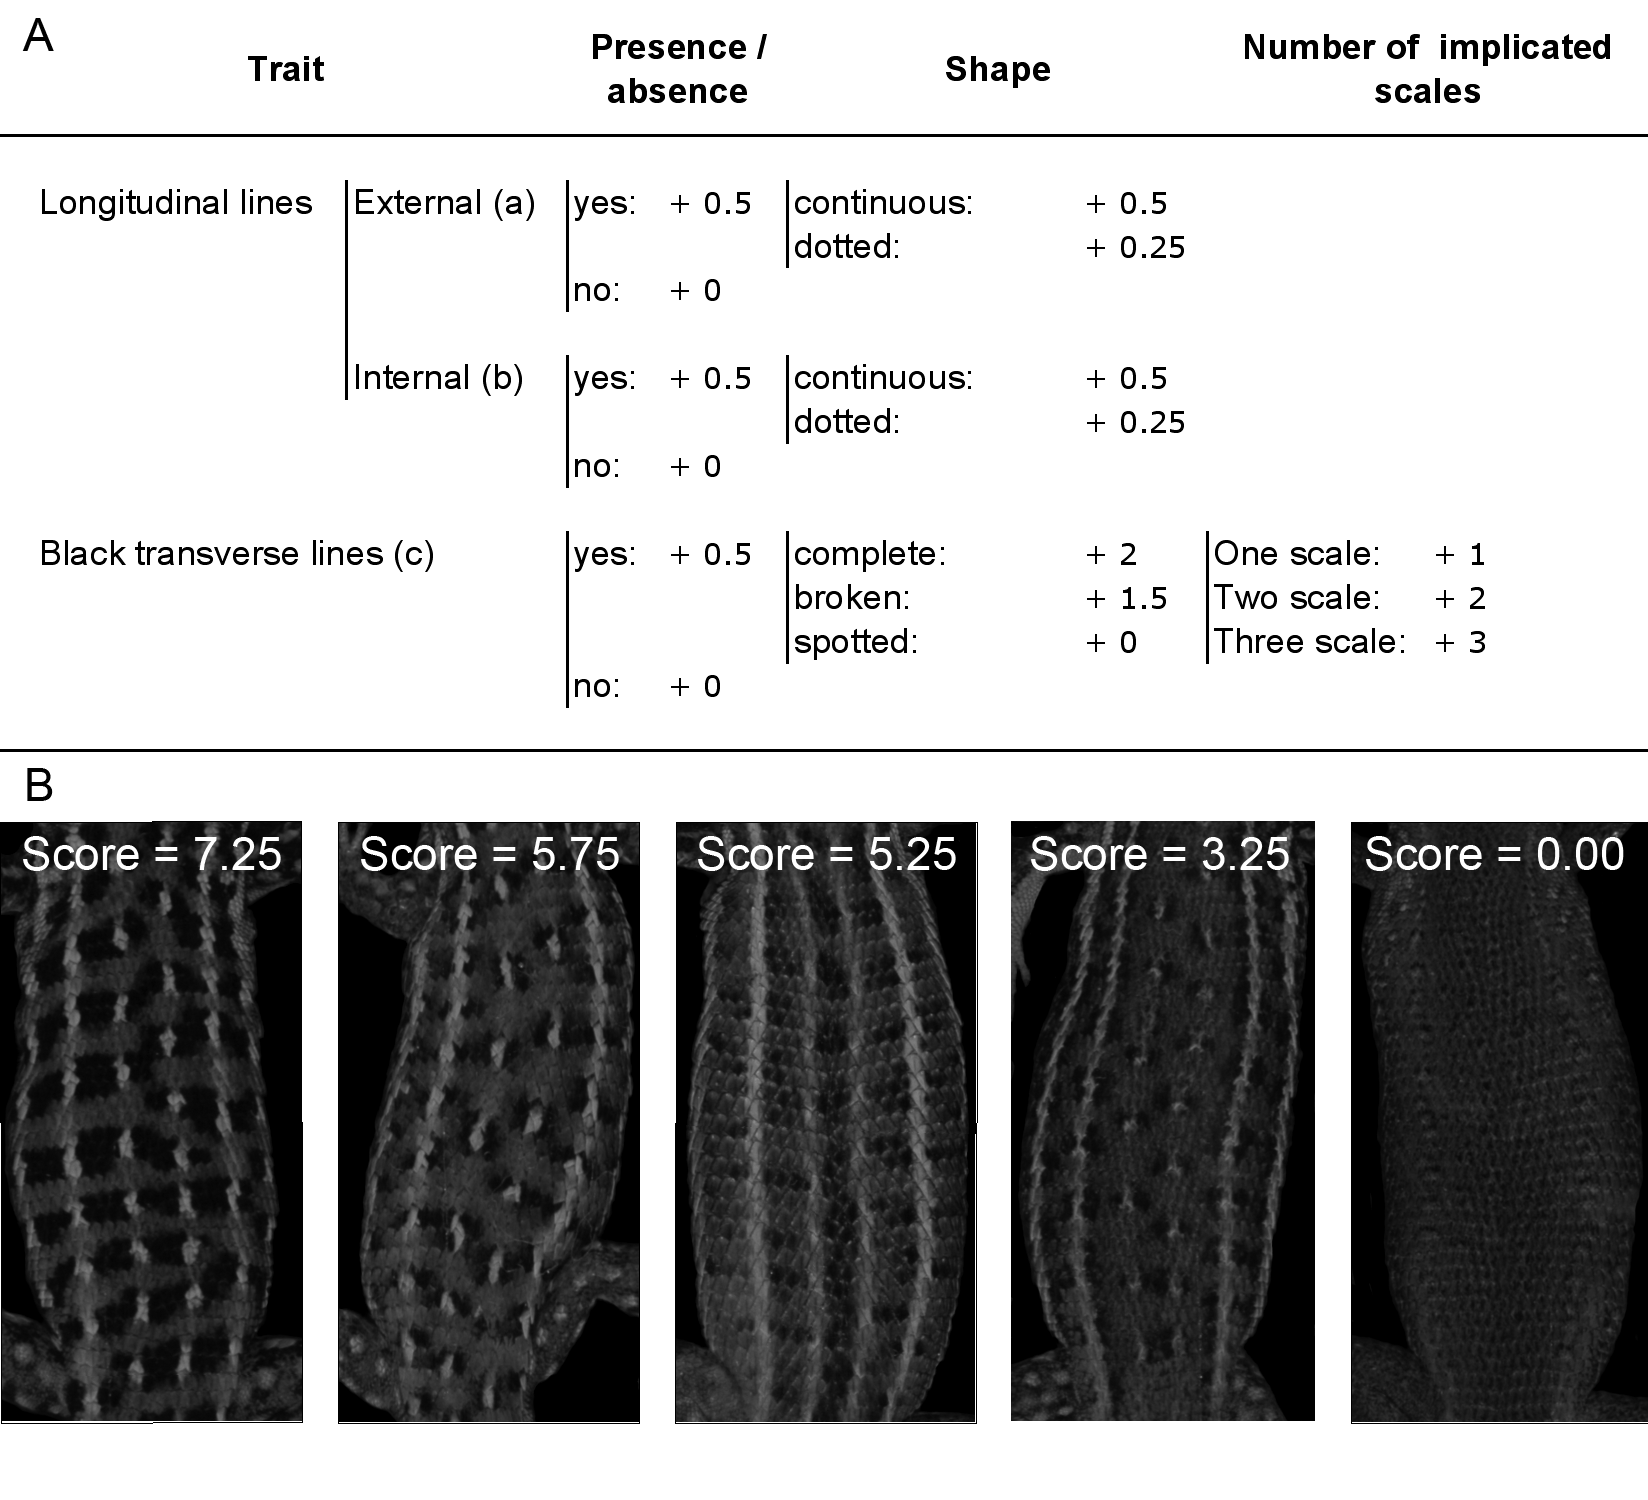 A
Trait
Presence / absence
Shape
Number of implicated scales
Longitudinal lines External (a) yes: + 0.5 continuous: + 0.5
dotted: + 0.25
no: + 0
Internal (b) yes: + 0.5 continuous: + 0.5
dotted: + 0.25
no: + 0
Black transverse lines (c) yes: + 0.5 complete: + 2 One scale: + 1
broken: + 1.5 Two scale: + 2
spotted: + 0 Three scale: + 3
no: + 0
B
Score = 7.25
Score = 5.75
Score = 5.25
Score = 3.25
Score = 0.00